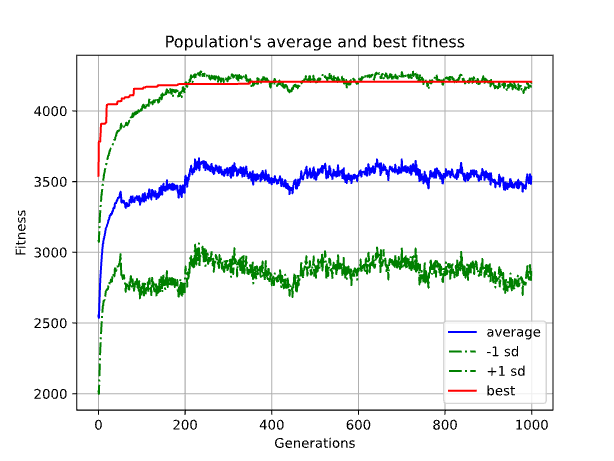 Population's average and best fitness
4000
3500
3000
2500
2000
Fitness
0
200
400
600
800
1000
Generations
average
-1 sd
+1 sd
best